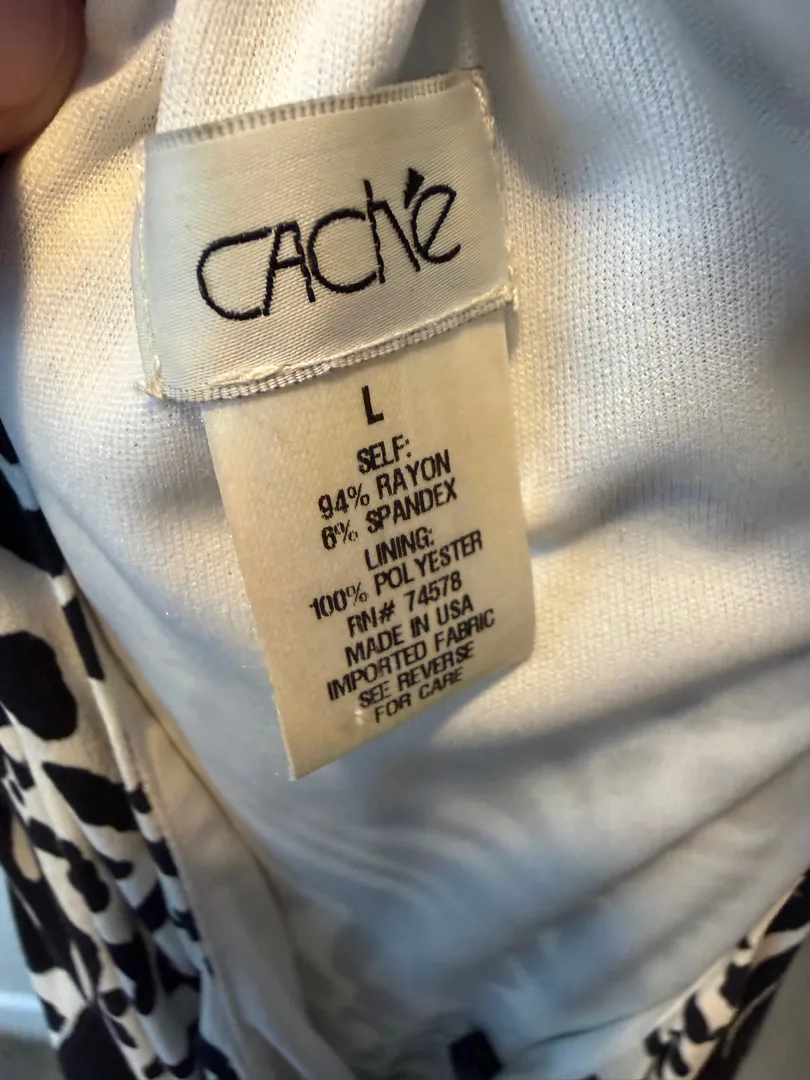 CAChé
L
SELF:
94% RAYON
6% SPANDEX
LINING:
100% POLYESTER
RN# 74578
MADE IN USA
IMPORTED FABRIC
SEE REVERSE
FOR CARE